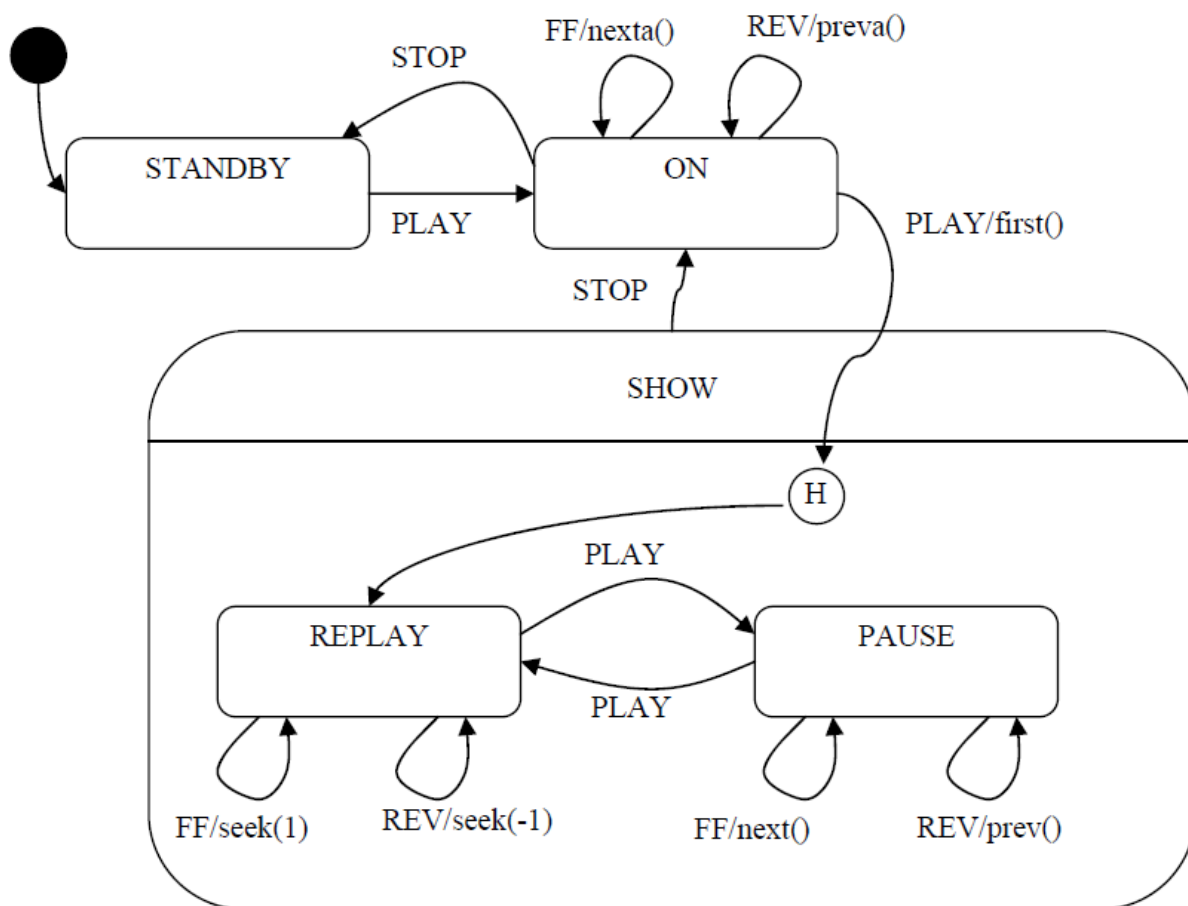 FF/nexta()
REV/preva()
STOP
STANDBY
ON
PLAY
PLAY/first()
STOP
SHOW
H
PLAY
REPLAY
PAUSE
PLAY
FF/seek(1)
REV/seek(-1)
FF/next()
REV/prev()